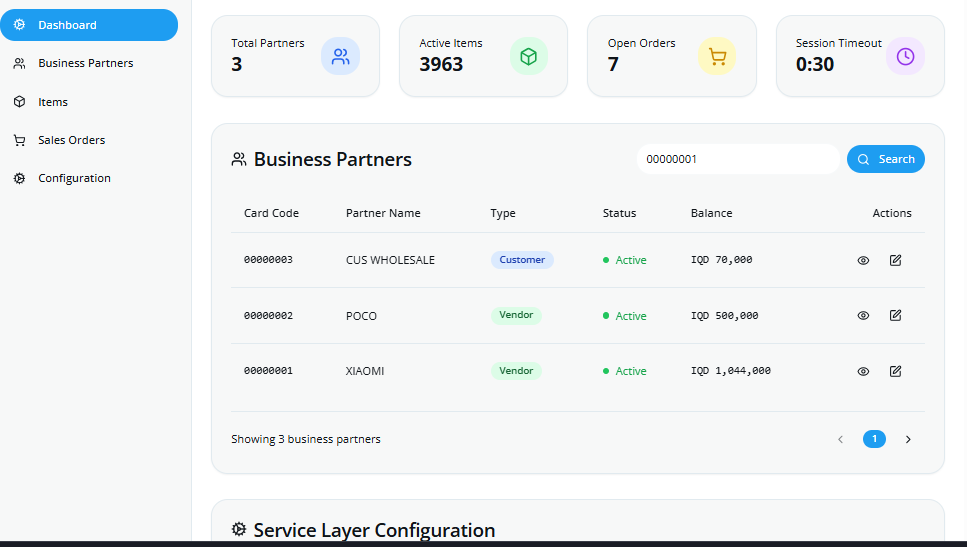 Dashboard
Business Partners
Items
Sales Orders
Configuration
Total Partners
3
Active Items
3963
Open Orders
7
Session Timeout
0:30
Business Partners
00000001
Search
Card Code Partner Name Type Status Balance Actions
00000003 CUS WHOLESALE Customer Active IQD 70,000
00000002 POCO Vendor Active IQD 500,000
00000001 XIAOMI Vendor Active IQD 1,044,000
Showing 3 business partners
1
Service Layer Configuration